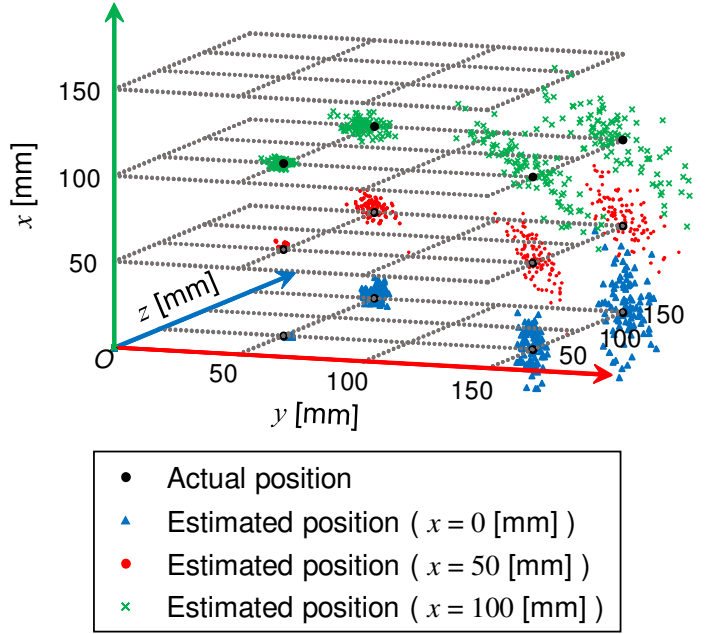 150
100
50
x [mm]
z [mm]
O
50
100
150
y [mm]
50
100
150
Actual position
Estimated position ( x = 0 [mm] )
Estimated position ( x = 50 [mm] )
Estimated position ( x = 100 [mm] )